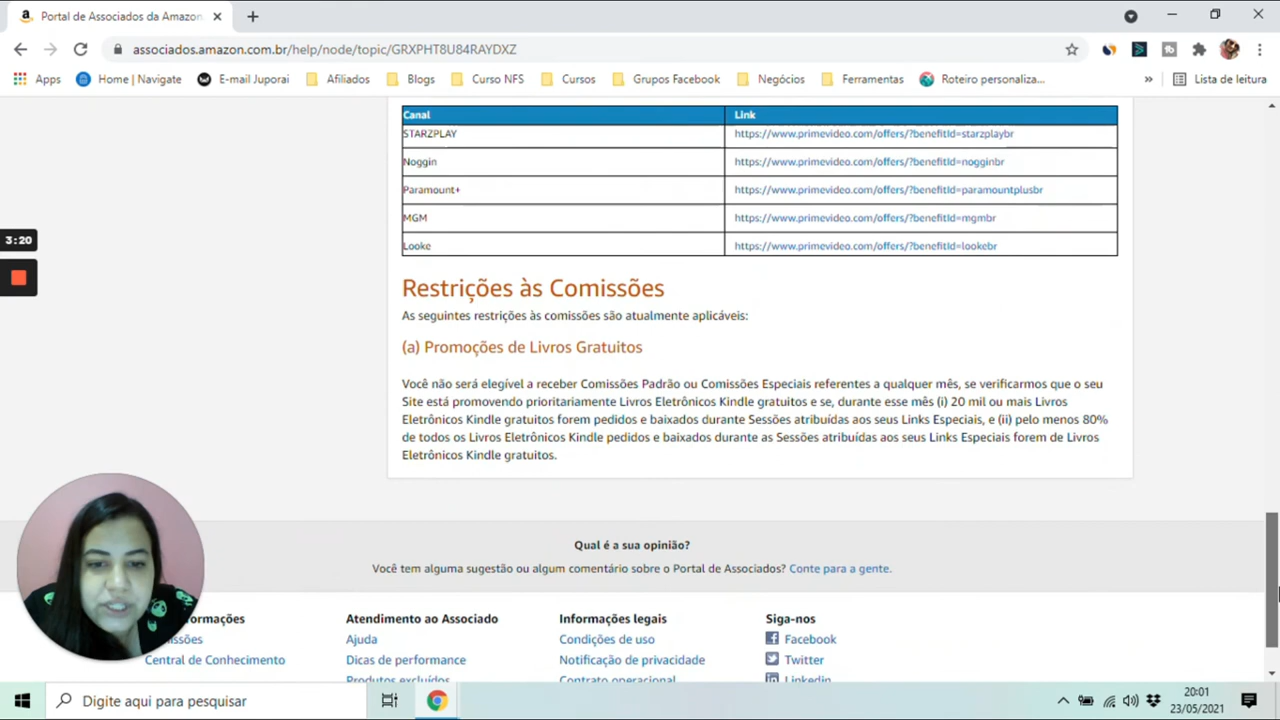 Portal de Associados da Amazon
associados.amazon.com.br/help/node/topic/GRXPHT8U84RAYDXZ
Apps
Home | Navigate
E-mail Juporai
Afiliados
Blogs
Curso NFS
Cursos
Grupos Facebook
Negócios
Ferramentas
Roteiro personaliza...
»
Lista de leitura
Canal Link
STARZPLAY https://www.primevideo.com/offers/?benefitId=starzplaybr
Noggin https://www.primevideo.com/offers/?benefitId=nogginbr
Paramount+ https://www.primevideo.com/offers/?benefitId=paramountplusbr
MGM https://www.primevideo.com/offers/?benefitId=mgmbr
Looke https://www.primevideo.com/offers/?benefitId=lookebr
3:20
Restrições às Comissões
As seguintes restrições às comissões são atualmente aplicáveis:
(a) Promoções de Livros Gratuitos
Você não será elegível a receber Comissões Padrão ou Comissões Especiais referentes a qualquer mês, se verificarmos que o seu
Site está promovendo prioritariamente Livros Eletrônicos Kindle gratuitos e se, durante esse mês (i) 20 mil ou mais Livros
Eletrônicos Kindle gratuitos forem pedidos e baixados durante Sessões atribuídas aos seus Links Especiais, e (ii) pelo menos 80%
de todos os Livros Eletrônicos Kindle pedidos e baixados durante as Sessões atribuídas aos seus Links Especiais forem de Livros
Eletrônicos Kindle gratuitos.
Qual é a sua opinião?
Você tem alguma sugestão ou algum comentário sobre o Portal de Associados? Conte para a gente.
formações
issões
Central de Conhecimento
Atendimento ao Associado
Ajuda
Dicas de performance
Produtos excluídos
Informações legais
Condições de uso
Notificação de privacidade
Contrato operacional
Siga-nos
Facebook
Twitter
Linkedin
Digite aqui para pesquisar
20:01
23/05/2021